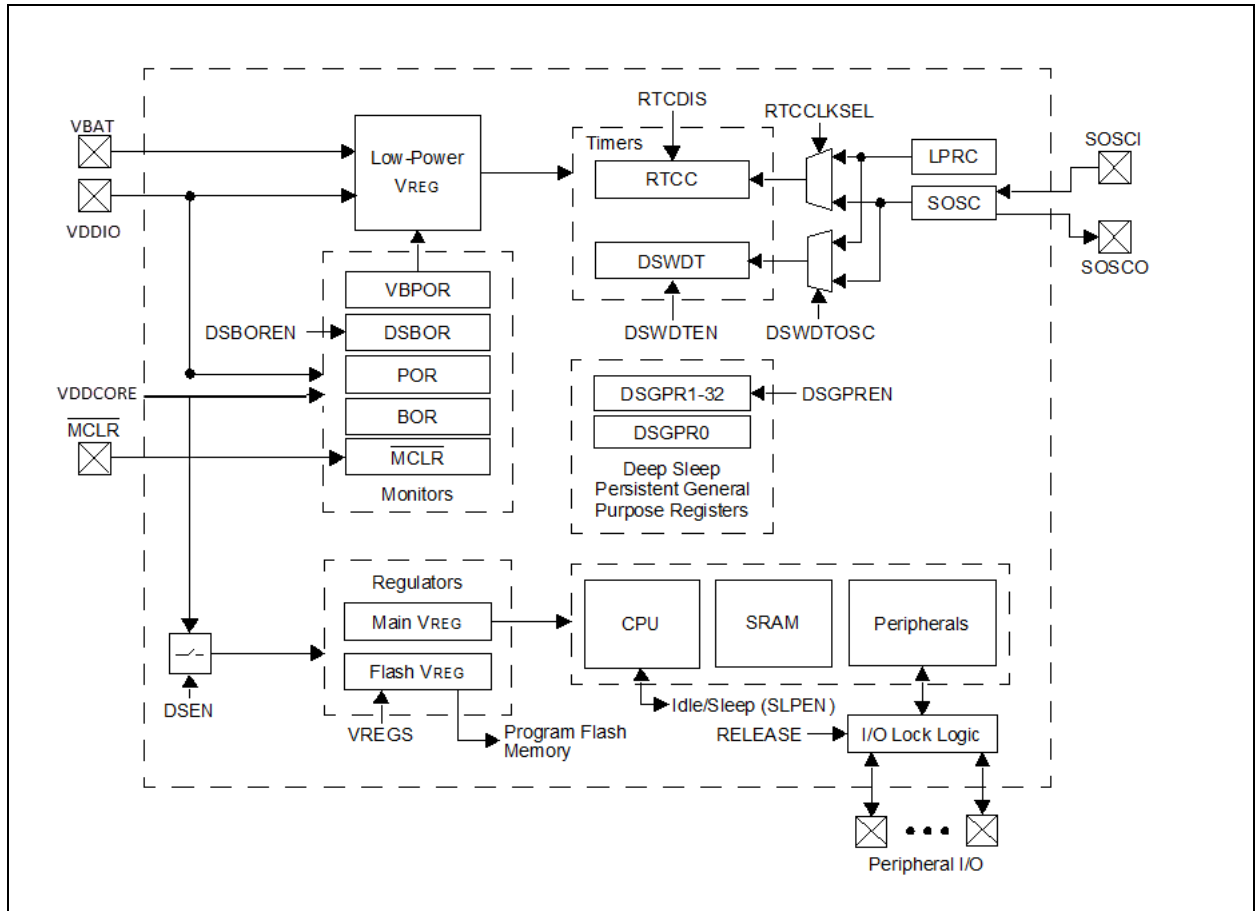 RTCDIS
RTCCLKSEL
VBAT
SOSCI
Timers
Low-Power
VREG
LPRC
RTCC
SOSC
VDDIO
DSWDT
SOSCO
VBPOR
DSBOREN
DSBOR
DSWDTEN
DSWDTOSC
POR
VDDCORE
DSGPR1-32
DSGPREN
BOR
MCLR
DSGPR0
MCLR
Monitors
Deep Sleep
Persistent General
Purpose Registers
Regulators
Main VREG
CPU
SRAM
Peripherals
Flash VREG
DSEN
Idle/Sleep (SLPEN)
VREGS
Program Flash
Memory
RELEASE
I/O Lock Logic
Peripheral I/O